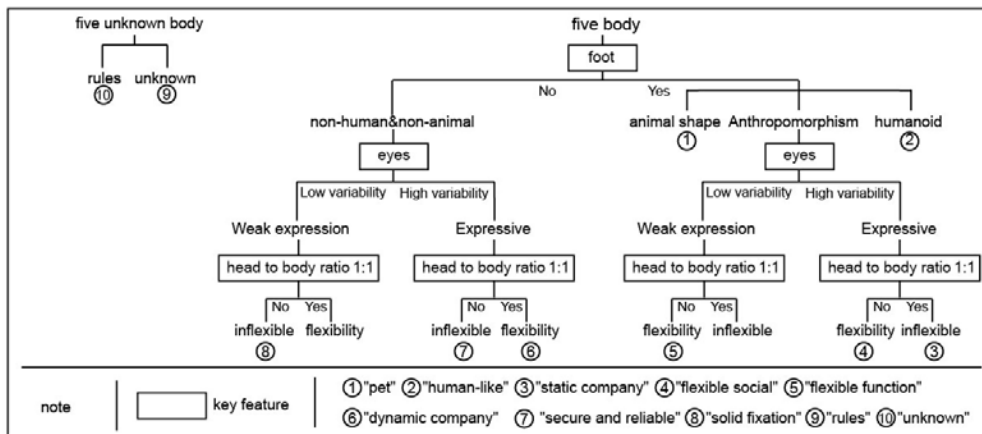 five unknown body
five body
foot
rules unknown
⑩ ⑨
No Yes
non-human&non-animal animal shape Anthropomorphism humanoid
① ②
eyes eyes
Low variability High variability Low variability High variability
Weak expression Expressive Weak expression Expressive
head to body ratio 1:1 head to body ratio 1:1 head to body ratio 1:1 head to body ratio 1:1
No Yes No Yes No Yes No Yes
inflexible flexibility inflexible flexibility flexibility inflexible flexibility inflexible
⑧ ⑦ ⑥ ⑤ ④ ③
note key feature
①"pet" ②"human-like" ③"static company" ④"flexible social" ⑤"flexible function"
⑥"dynamic company" ⑦"secure and reliable" ⑧"solid fixation" ⑨"rules" ⑩"unknown"